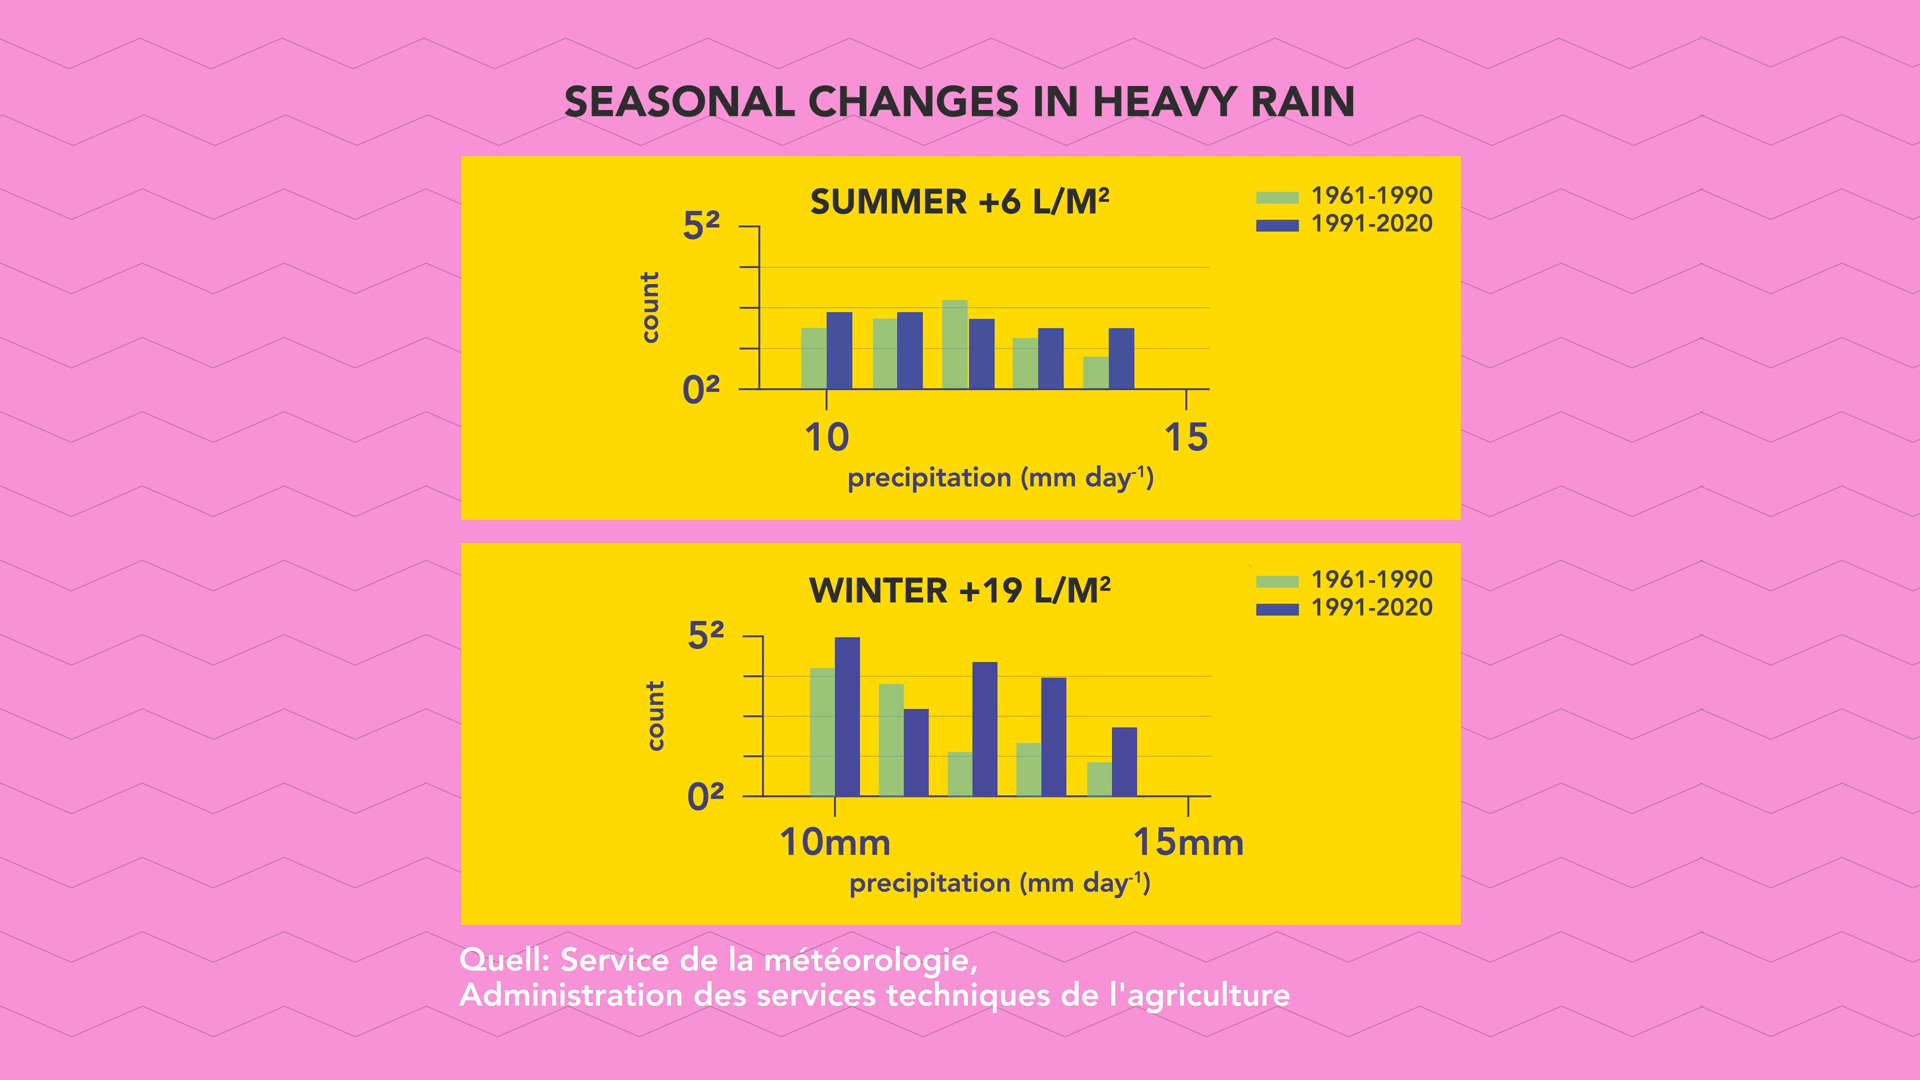 SEASONAL CHANGES IN HEAVY RAIN
SUMMER +6 L/M²
1961-1990
1991-2020
5²
count
0²
10
15
precipitation (mm day⁻¹)
WINTER +19 L/M²
1961-1990
1991-2020
5²
count
0²
10mm
15mm
precipitation (mm day⁻¹)
Quell: Service de la météorologie,
Administration des services techniques de l'agriculture